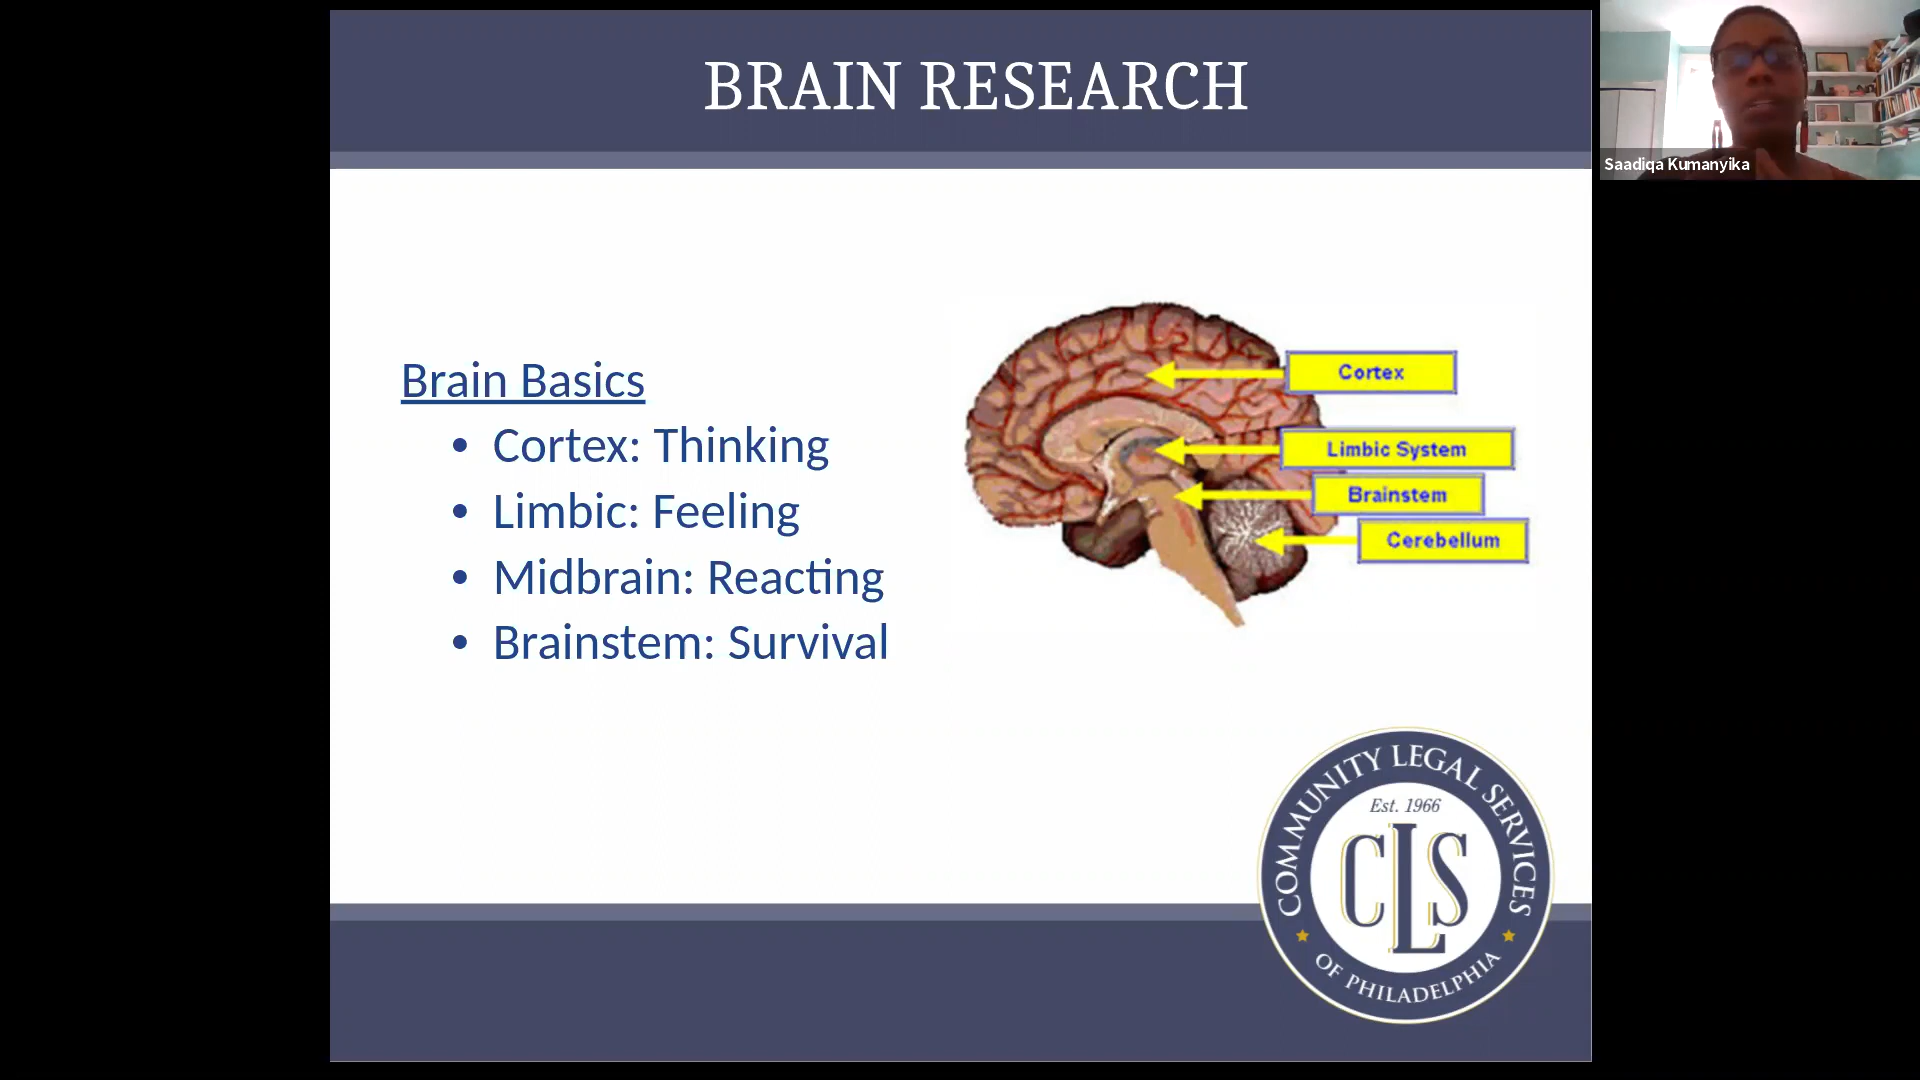 BRAIN RESEARCH
Saadiqa Kumanyika
Brain Basics
• Cortex: Thinking
• Limbic: Feeling
• Midbrain: Reacting
• Brainstem: Survival
Cortex
Limbic System
Brainstem
Cerebellum
COMMUNITY LEGAL SERVICES
Est. 1966
CLS
OF PHILADELPHIA